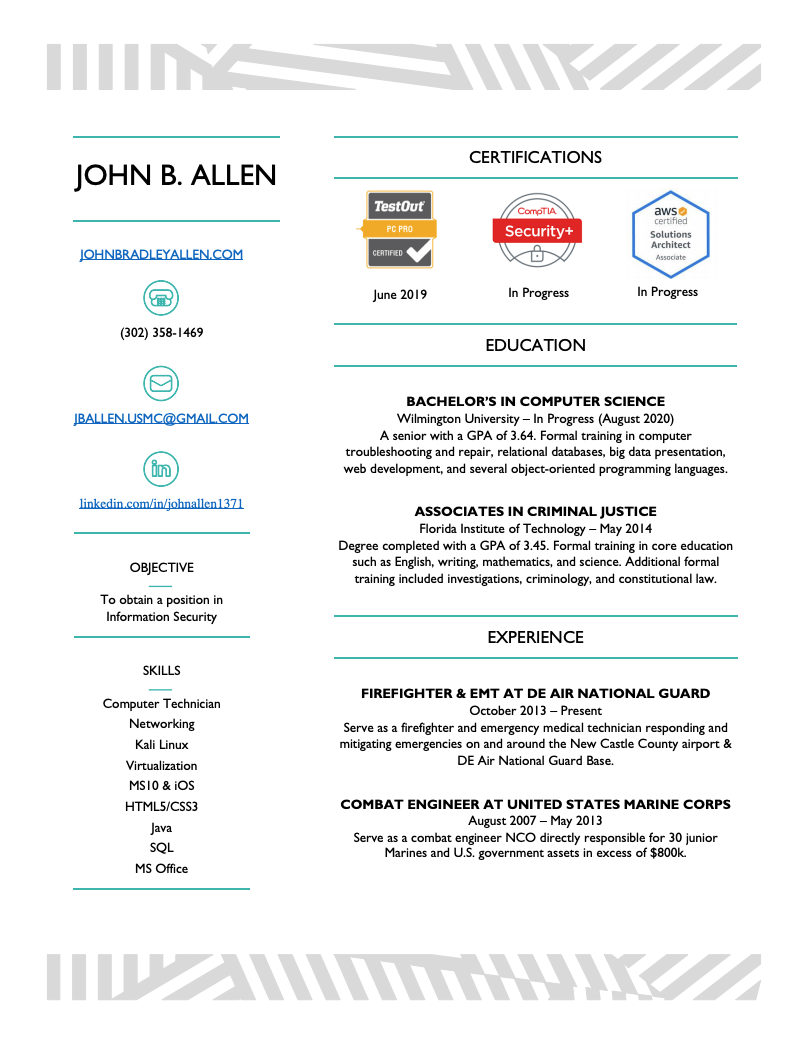 JOHN B. ALLEN
JOHNBRADLEYALLEN.COM
(302) 358-1469
JBALLEN.USMC@GMAIL.COM
in
linkedin.com/in/johnallen1371
OBJECTIVE
To obtain a position in
Information Security
SKILLS
Computer Technician
Networking
Kali Linux
Virtualization
MS10 & iOS
HTML5/CSS3
Java
SQL
MS Office
CERTIFICATIONS
TestOut
PC PRO
CERTIFIED
June 2019
CompTIA
Security+
In Progress
aws
certified
Solutions
Architect
Associate
In Progress
EDUCATION
BACHELOR'S IN COMPUTER SCIENCE
Wilmington University – In Progress (August 2020)
A senior with a GPA of 3.64. Formal training in computer
troubleshooting and repair, relational databases, big data presentation,
web development, and several object-oriented programming languages.
ASSOCIATES IN CRIMINAL JUSTICE
Florida Institute of Technology – May 2014
Degree completed with a GPA of 3.45. Formal training in core education
such as English, writing, mathematics, and science. Additional formal
training included investigations, criminology, and constitutional law.
EXPERIENCE
FIREFIGHTER & EMT AT DE AIR NATIONAL GUARD
October 2013 – Present
Serve as a firefighter and emergency medical technician responding and
mitigating emergencies on and around the New Castle County airport &
DE Air National Guard Base.
COMBAT ENGINEER AT UNITED STATES MARINE CORPS
August 2007 – May 2013
Serve as a combat engineer NCO directly responsible for 30 junior
Marines and U.S. government assets in excess of $800k.